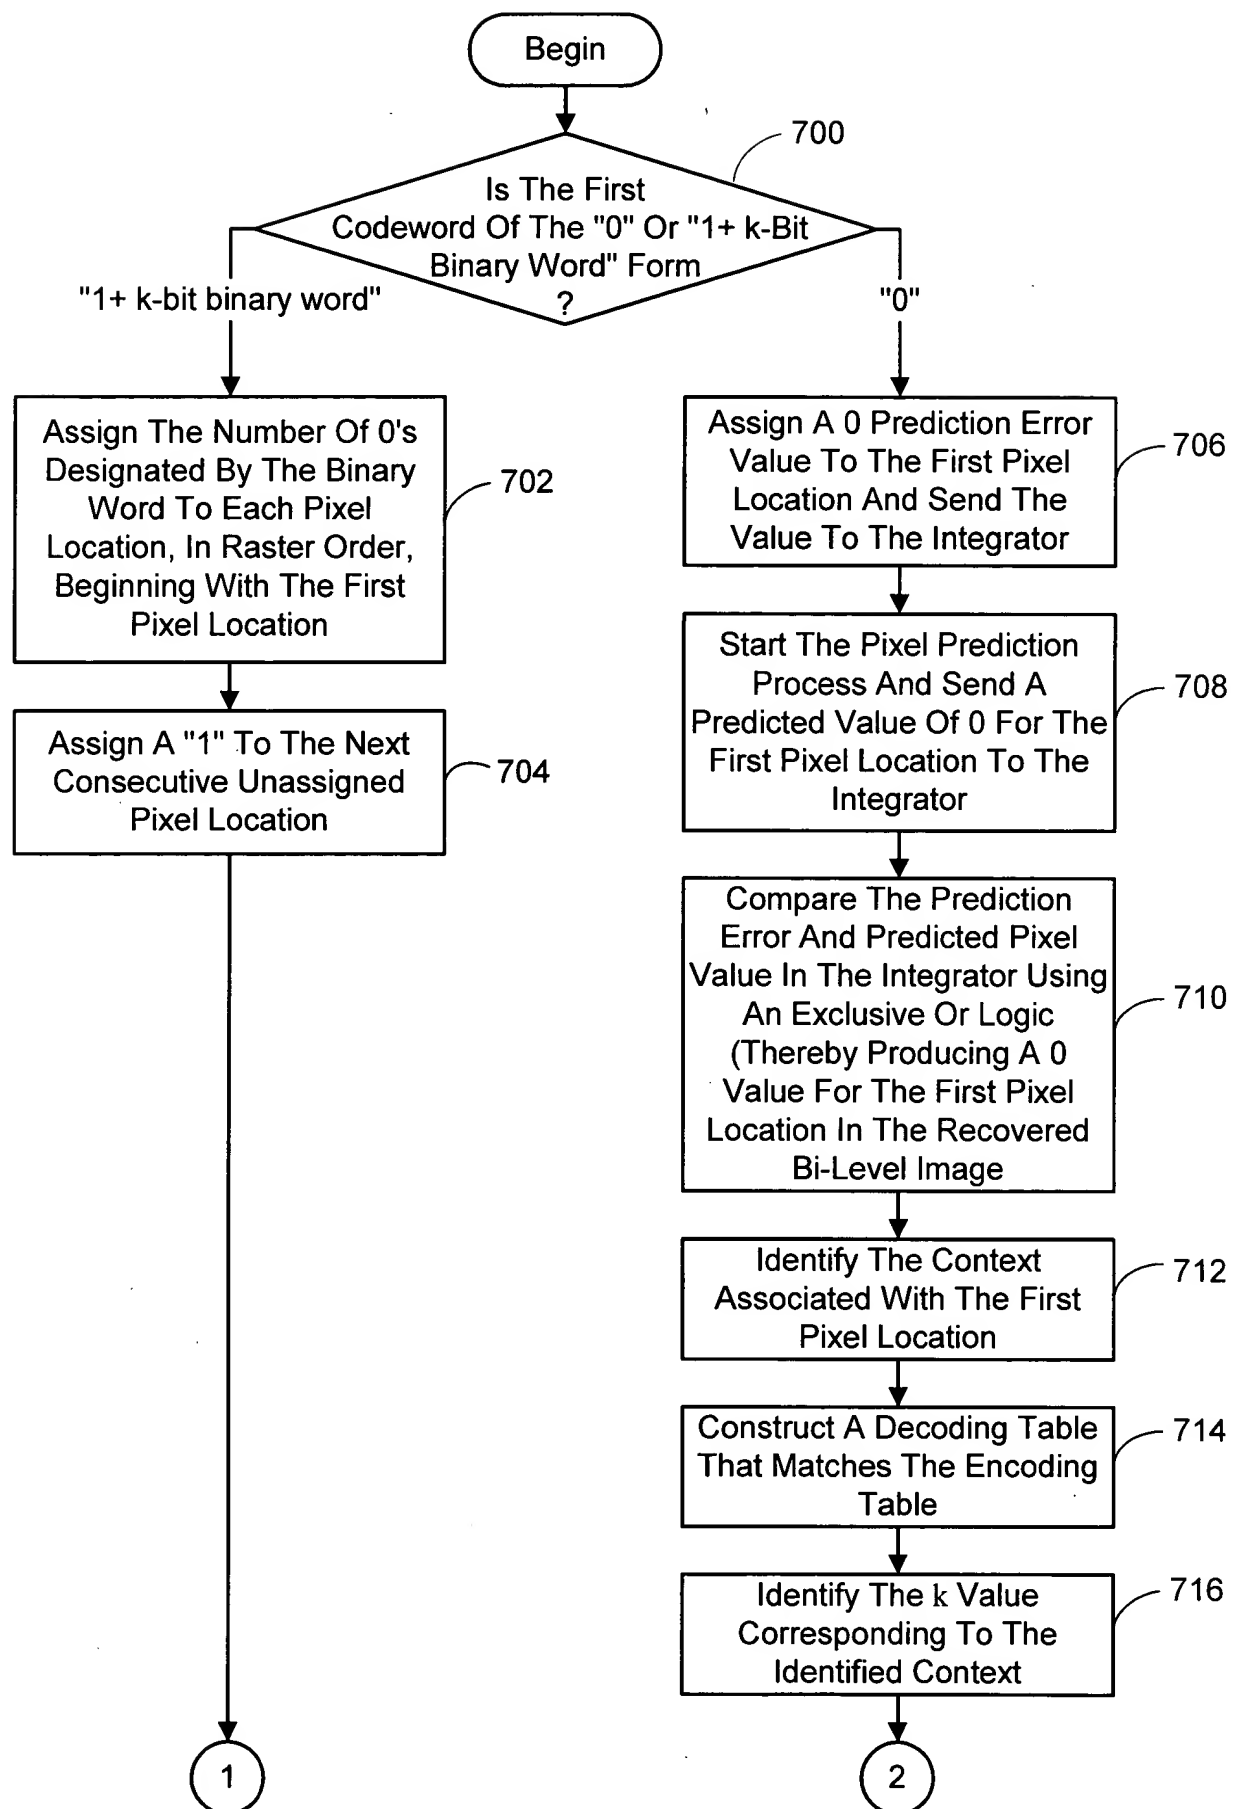 Begin
700
Is The First
Codeword Of The "0" Or "1+ k-Bit
Binary Word" Form
?
"1+ k-bit binary word"
"0"
Assign The Number Of 0's
Designated By The Binary
Word To Each Pixel
Location, In Raster Order,
Beginning With The First
Pixel Location
702
Assign A "1" To The Next
Consecutive Unassigned
Pixel Location
704
Assign A 0 Prediction Error
Value To The First Pixel
Location And Send The
Value To The Integrator
706
Start The Pixel Prediction
Process And Send A
Predicted Value Of 0 For The
First Pixel Location To The
Integrator
708
Compare The Prediction
Error And Predicted Pixel
Value In The Integrator Using
An Exclusive Or Logic
(Thereby Producing A 0
Value For The First Pixel
Location In The Recovered
Bi-Level Image
710
Identify The Context
Associated With The First
Pixel Location
712
Construct A Decoding Table
That Matches The Encoding
Table
714
Identify The k Value
Corresponding To The
Identified Context
716
1
2